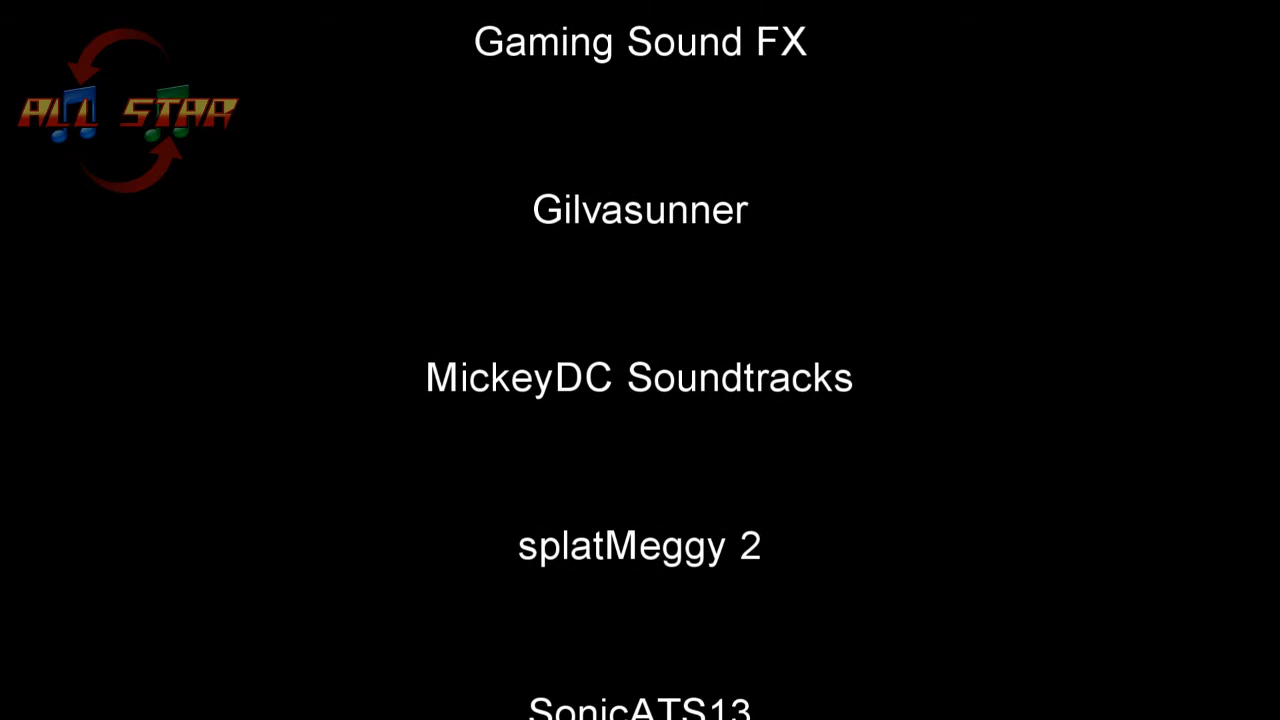 Gaming Sound FX
ALL STAR
Gilvasunner
MickeyDC Soundtracks
splatMeggy 2
SonicATS13